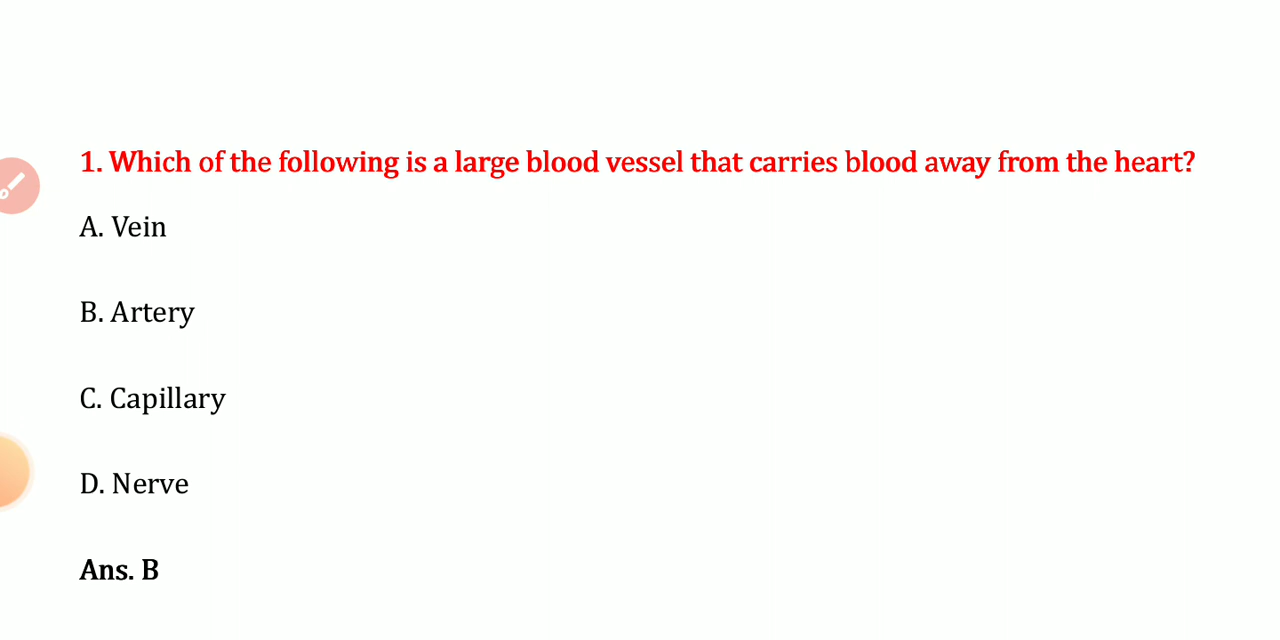 1. Which of the following is a large blood vessel that carries blood away from the heart?
A. Vein
B. Artery
C. Capillary
D. Nerve
Ans. B